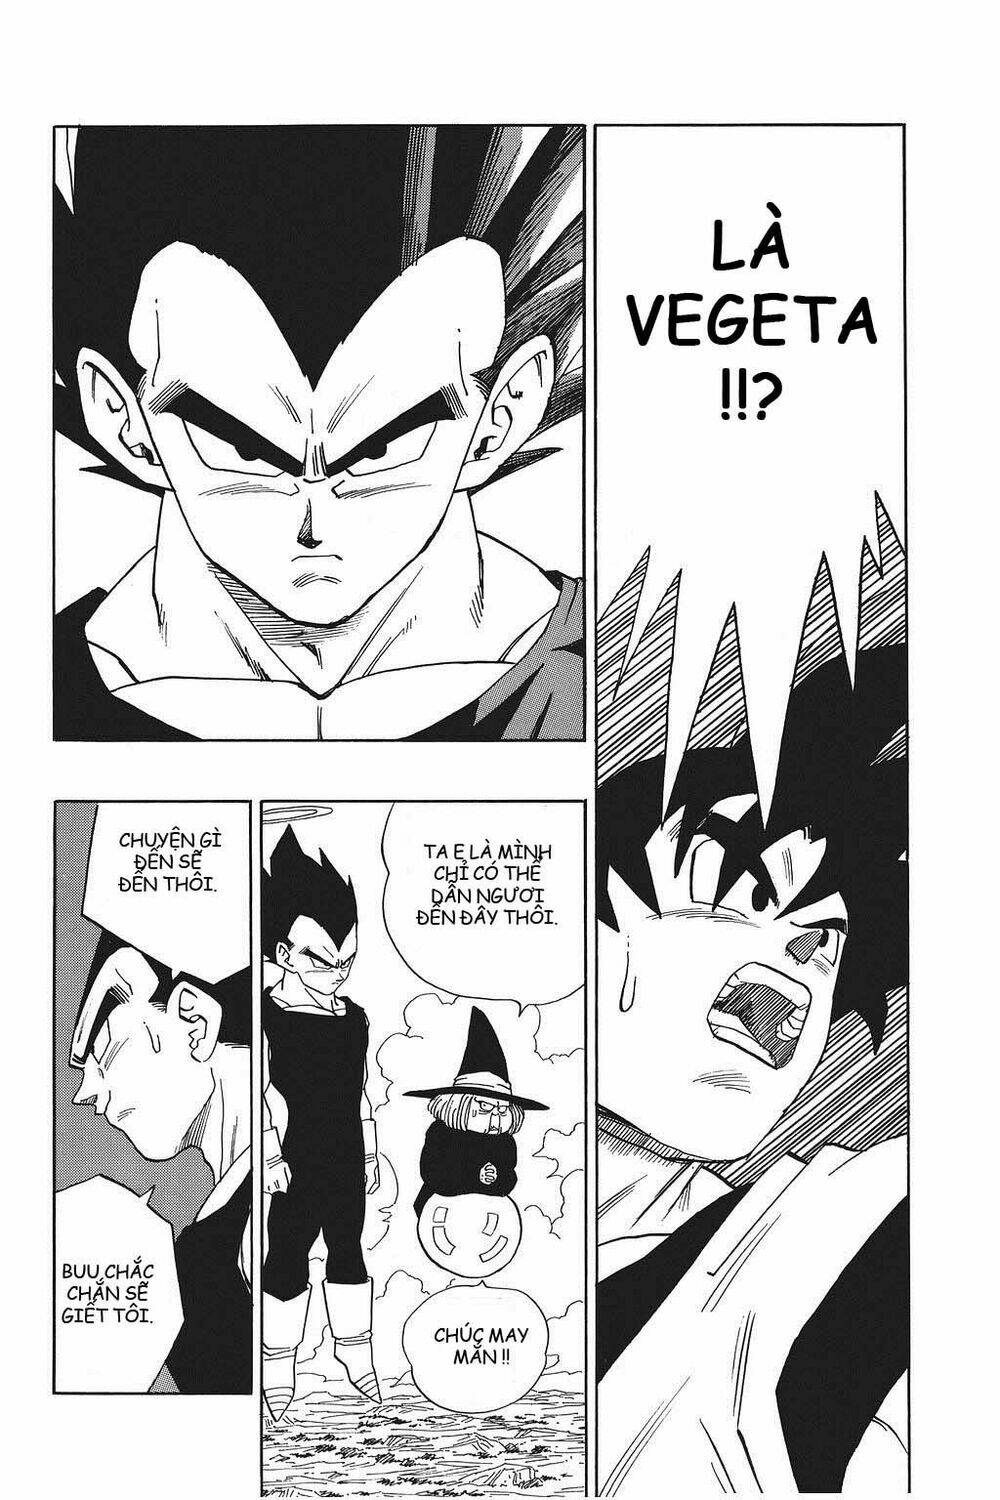 LÀ
VEGETA
!!?
TA E LÀ MÌNH
CHỈ CÓ THỂ
DẪN NGƯƠI
ĐẾN ĐÂY THÔI.
CHÚC MAY
MẮN !!
CHUYỆN GÌ
ĐẾN SẼ
ĐẾN THÔI.
BUU CHẮC
CHẮN SẼ
GIẾT TÔI.